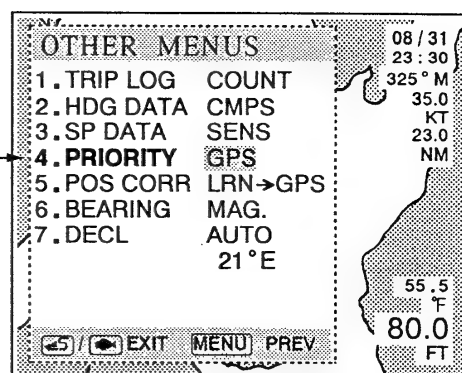 OTHER MENUS
1.TRIP LOG COUNT
2.HDG DATA CMPS
3.SP DATA SENS
4.PRIORITY GPS
5.POS CORR LRN→GPS
6.BEARING MAG.
7.DECL AUTO
21°E
EXIT MENU PREV
08/31
23:30
325°M
35.0
KT
23.0
NM
55.5
°F
80.0
FT